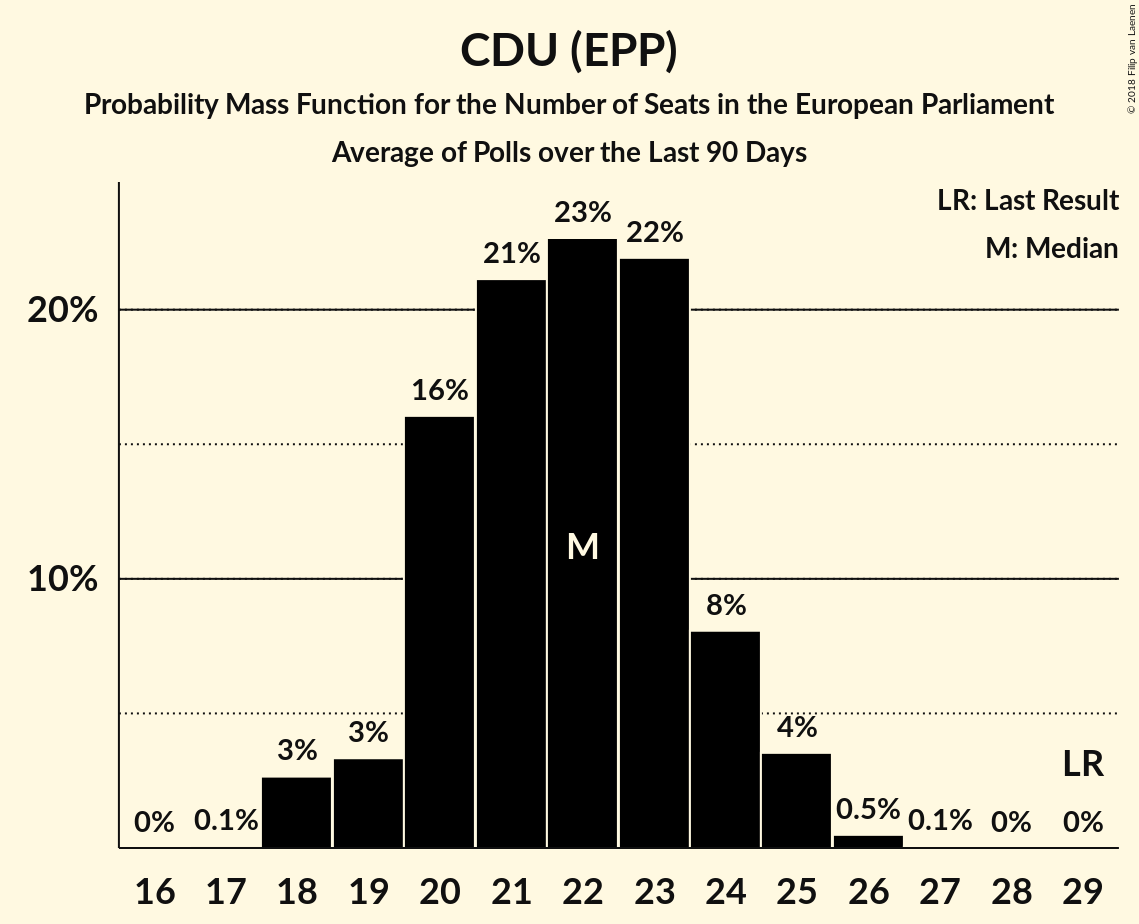 CDU (EPP)
Probability Mass Function for the Number of Seats in the European Parliament
Average of Polls over the Last 90 Days
© 2018 Filip van Laenen
LR: Last Result
M: Median
20%
10%
0%
0.1%
3%
3%
16%
21%
23%
22%
8%
4%
0.5%
0.1%
0%
0%
M
LR
16 17 18 19 20 21 22 23 24 25 26 27 28 29